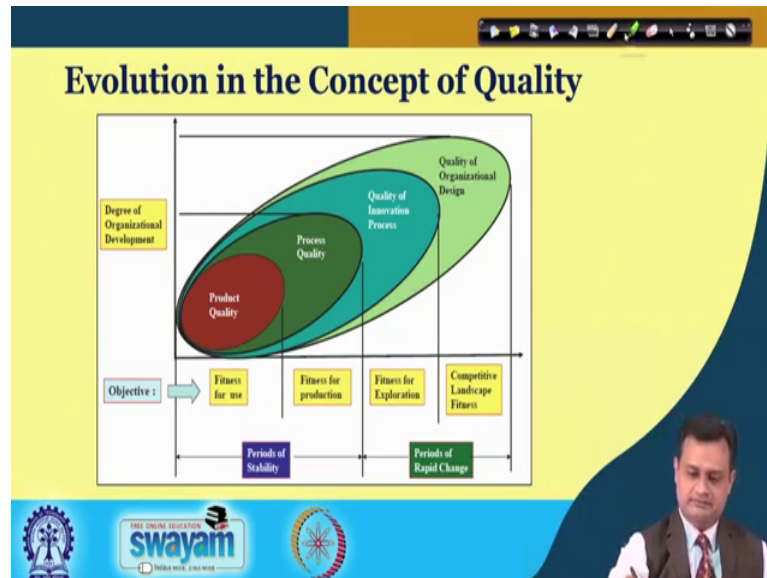 Evolution in the Concept of Quality
Degree of
Organizational
Development
Quality of
Organizational
Design
Quality of
Innovation
Process
Process
Quality
Product
Quality
Objective :
Fitness
for use
Fitness for
production
Fitness for
Exploration
Competitive
Landscape
Fitness
Periods of
Stability
Periods of
Rapid Change
FREE ONLINE EDUCATION
swayam